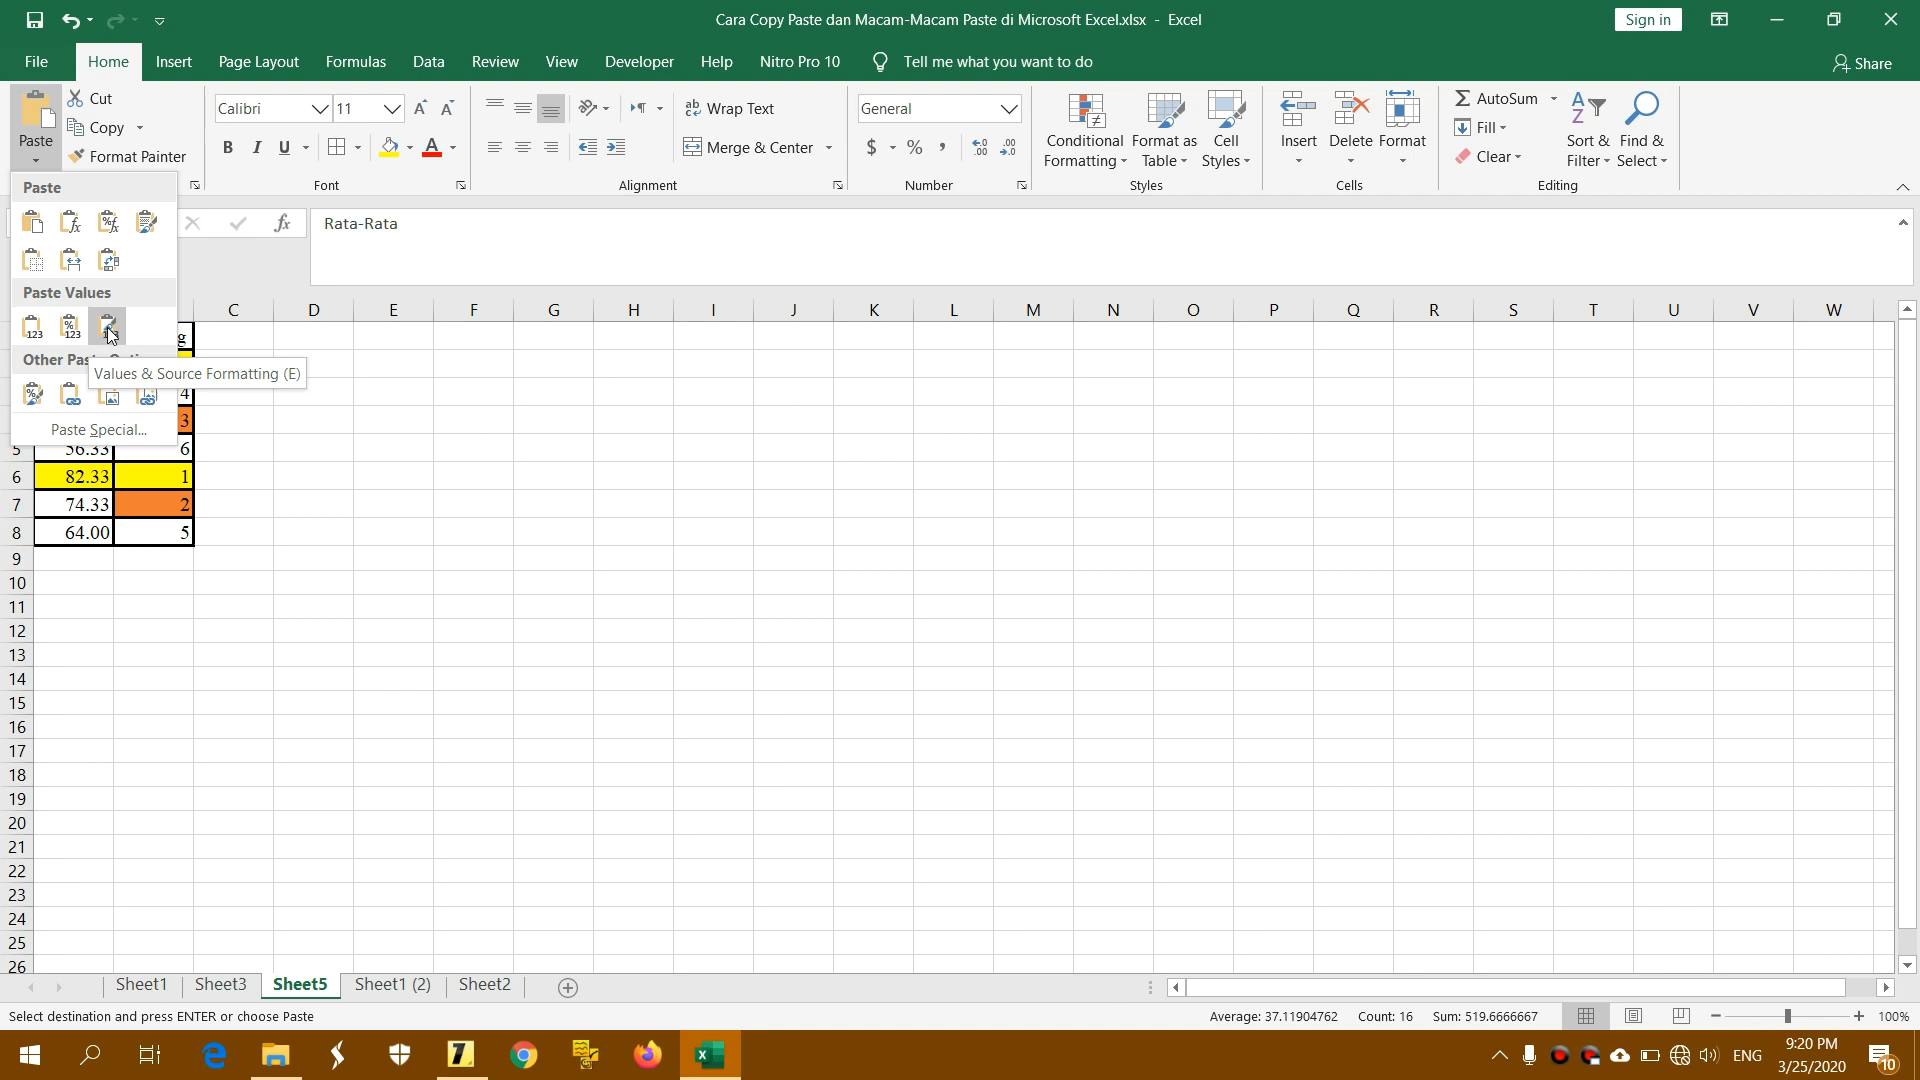 Cara Copy Paste dan Macam-Macam Paste di Microsoft Excel.xlsx - Excel
Sign in
File Home Insert Page Layout Formulas Data Review View Developer Help Nitro Pro 10 Tell me what you want to do Share
Paste
Cut
Copy
Format Painter
Calibri 11
B I U
Font
Wrap Text
Merge & Center
Alignment
General
$ % ,
Number
Conditional Formatting
Format as Table
Cell Styles
Styles
Insert Delete Format
Cells
AutoSum
Fill
Clear
Sort & Filter
Find & Select
Editing
Rata-Rata
Paste
Paste Values
Values & Source Formatting (E)
Paste Special...
C D E F G H I J K L M N O P Q R S T U V W
g
4
3
5 56.33 6
6 82.33 1
7 74.33 2
8 64.00 5
9
10
11
12
13
14
15
16
17
18
19
20
21
22
23
24
25
26
Sheet1 Sheet3 Sheet5 Sheet1 (2) Sheet2
Select destination and press ENTER or choose Paste
Average: 37.11904762 Count: 16 Sum: 519.6666667
100%
ENG
9:20 PM
3/25/2020
10